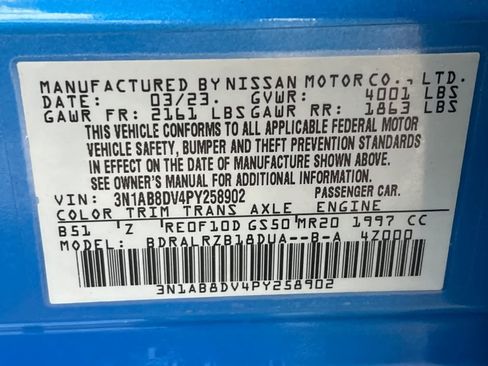 MANUFACTURED BY NISSAN MOTOR CO., LTD.
DATE: 03/23. GVWR: 4001 LBS
GAWR FR: 2161 LBS GAWR RR: 1863 LBS
THIS VEHICLE CONFORMS TO ALL APPLICABLE FEDERAL MOTOR
VEHICLE SAFETY, BUMPER AND THEFT PREVENTION STANDARDS
IN EFFECT ON THE DATE OF MANUFACTURE SHOWN ABOVE.
SEE OWNER'S MANUAL FOR ADDITIONAL INFORMATION
VIN: 3N1AB8DV4PY258902 PASSENGER CAR.
COLOR TRIM TRANS AXLE ENGINE
B51 Z RE0F10D GS50 MR20 1997 CC
MODEL: BDRALRZB18DUA--B-A 4Z000
3N1AB8DV4PY258902